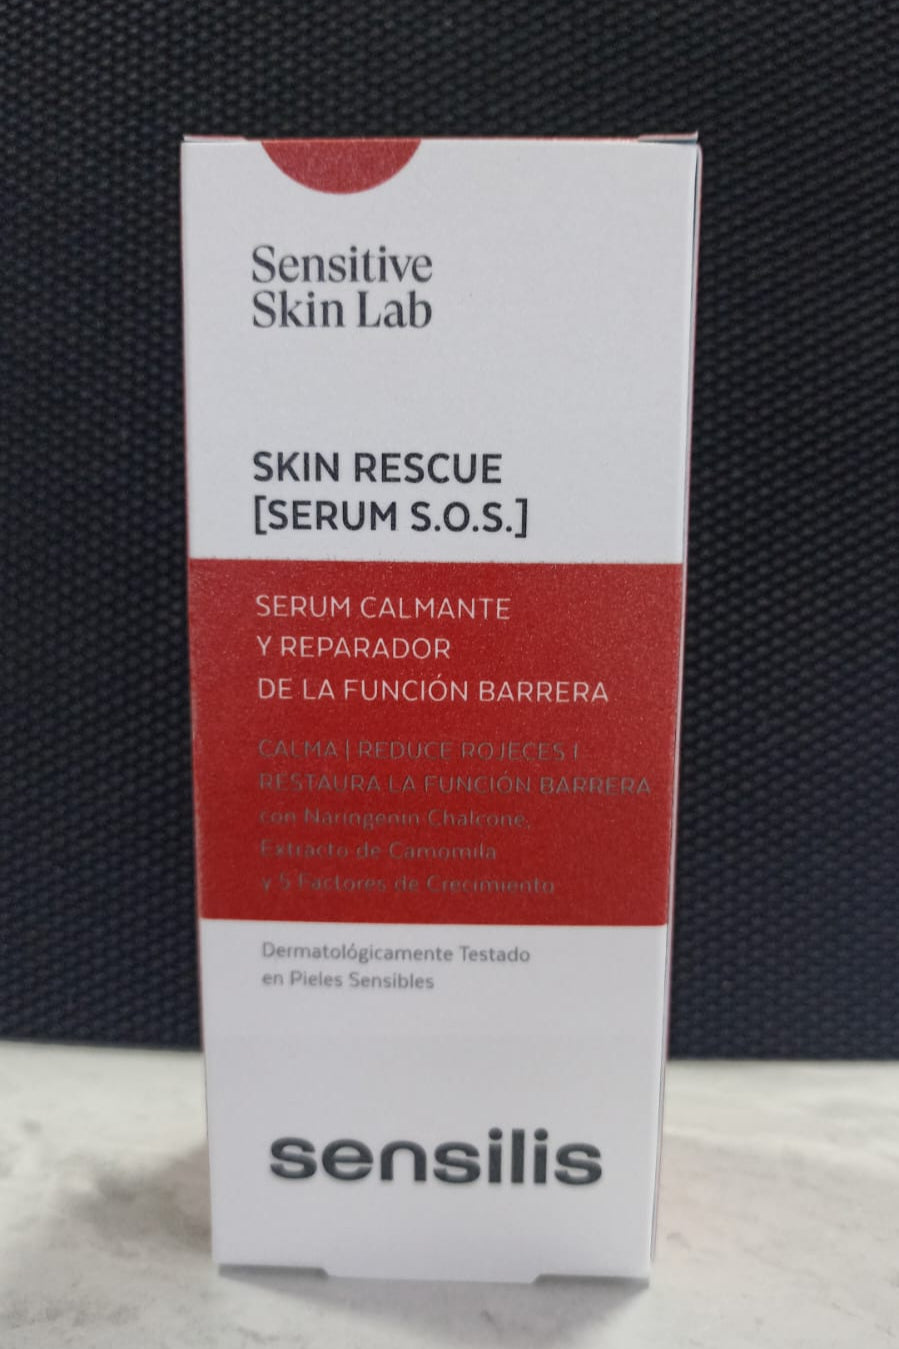 Sensitive
Skin Lab
SKIN RESCUE
[SERUM S.O.S.]
SERUM CALMANTE
Y REPARADOR
DE LA FUNCIÓN BARRERA
CALMA | REDUCE ROJECES |
RESTAURA LA FUNCIÓN BARRERA
con Naringenin Chalcone,
Extracto de Camomila
y 5 Factores de Crecimiento
Dermatológicamente Testado
en Pieles Sensibles
sensilis